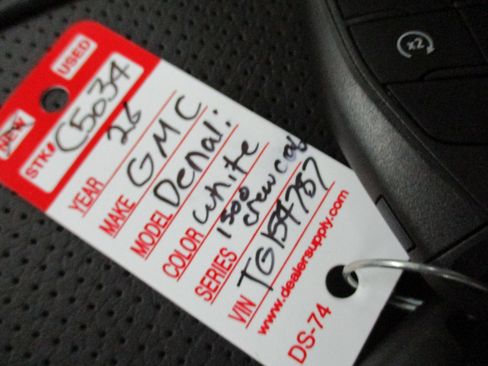 NEW USED
STK# C5034
YEAR 26
MAKE GMC
MODEL Denali
COLOR white
SERIES 1500 crew cab
VIN TG154787
www.dealersupply.com
DS-74
x2